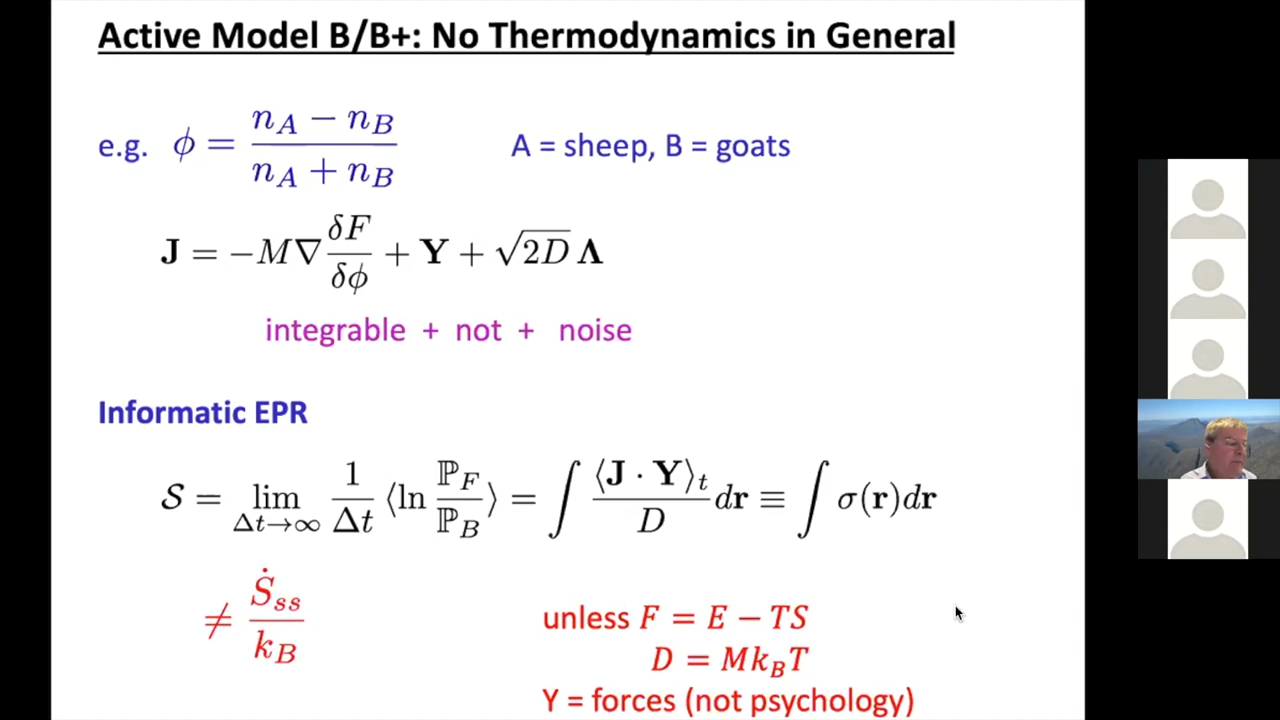 Active Model B/B+: No Thermodynamics in General
e.g. ϕ = (n_A − n_B)/(n_A + n_B) A = sheep, B = goats
J = −M∇ δF/δϕ + Y + √2D Λ
integrable + not + noise
Informatic EPR
𝒮 = lim_{Δt→∞} 1/Δt ⟨ln ℙ_F/ℙ_B⟩ = ∫ ⟨J · Y⟩_t/D dr ≡ ∫ σ(r)dr
≠ Ṡ_ss/k_B
unless F = E − TS
D = Mk_BT
Y = forces (not psychology)